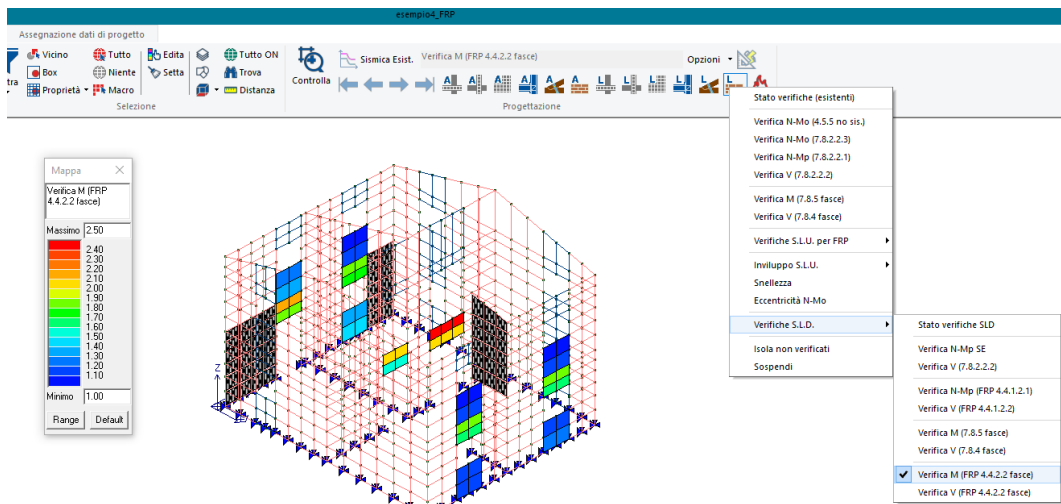 esempio4_FRP
Assegnazione dati di progetto
Vicino
Tutto
Edita
Tutto ON
Box
Niente
Setta
Trova
Proprietà
Macro
Distanza
Selezione
Controlla
Sismica Esist.
Verifica M (FRP 4.4.2.2 fasce)
Opzioni
Progettazione
Stato verifiche (esistenti)
Verifica N-Mo (4.5.5 no sis.)
Verifica N-Mo (7.8.2.2.3)
Verifica N-Mp (7.8.2.2.1)
Verifica V (7.8.2.2.2)
Verifica M (7.8.5 fasce)
Verifica V (7.8.4 fasce)
Verifiche S.L.U. per FRP
Inviluppo S.L.U.
Snellezza
Eccentricità N-Mo
Verifiche S.L.D.
Isola non verificati
Sospendi
Stato verifiche SLD
Verifica N-Mp SE
Verifica V (7.8.2.2.2)
Verifica N-Mp (FRP 4.4.1.2.1)
Verifica V (FRP 4.4.1.2.2)
Verifica M (7.8.5 fasce)
Verifica V (7.8.4 fasce)
Verifica M (FRP 4.4.2.2 fasce)
Verifica V (FRP 4.4.2.2 fasce)
Mappa
Verifica M (FRP
4.4.2.2 fasce)
Massimo 2.50
2.40
2.30
2.20
2.10
2.00
1.90
1.80
1.70
1.60
1.50
1.40
1.30
1.20
1.10
Minimo 1.00
Range
Default
Z